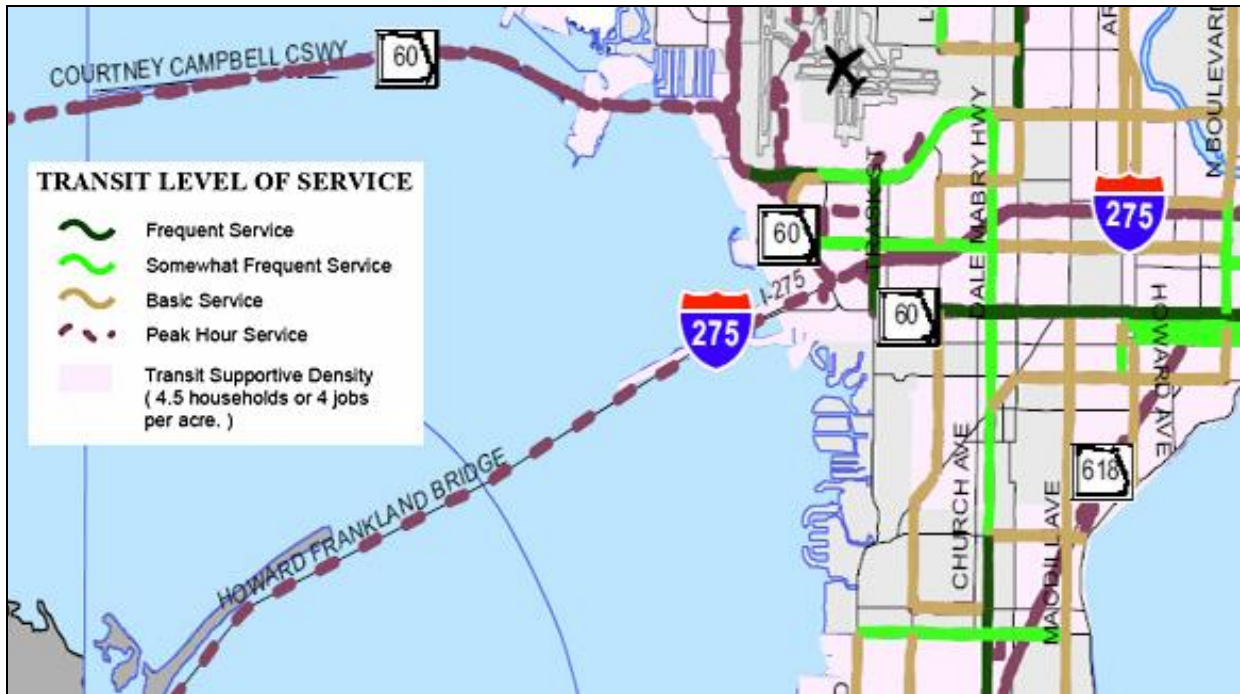 COURTNEY CAMPBELL CSWY
60
TRANSIT LEVEL OF SERVICE
Frequent Service
Somewhat Frequent Service
Basic Service
Peak Hour Service
Transit Supportive Density
( 4.5 households or 4 jobs
per acre. )
N BOULEVARD
DALE MABRY HWY
TRASK ST
275
60
I-275
275
60
HOWARD AVE
HOWARD FRANKLAND BRIDGE
CHURCH AVE
MACDILL AVE
618